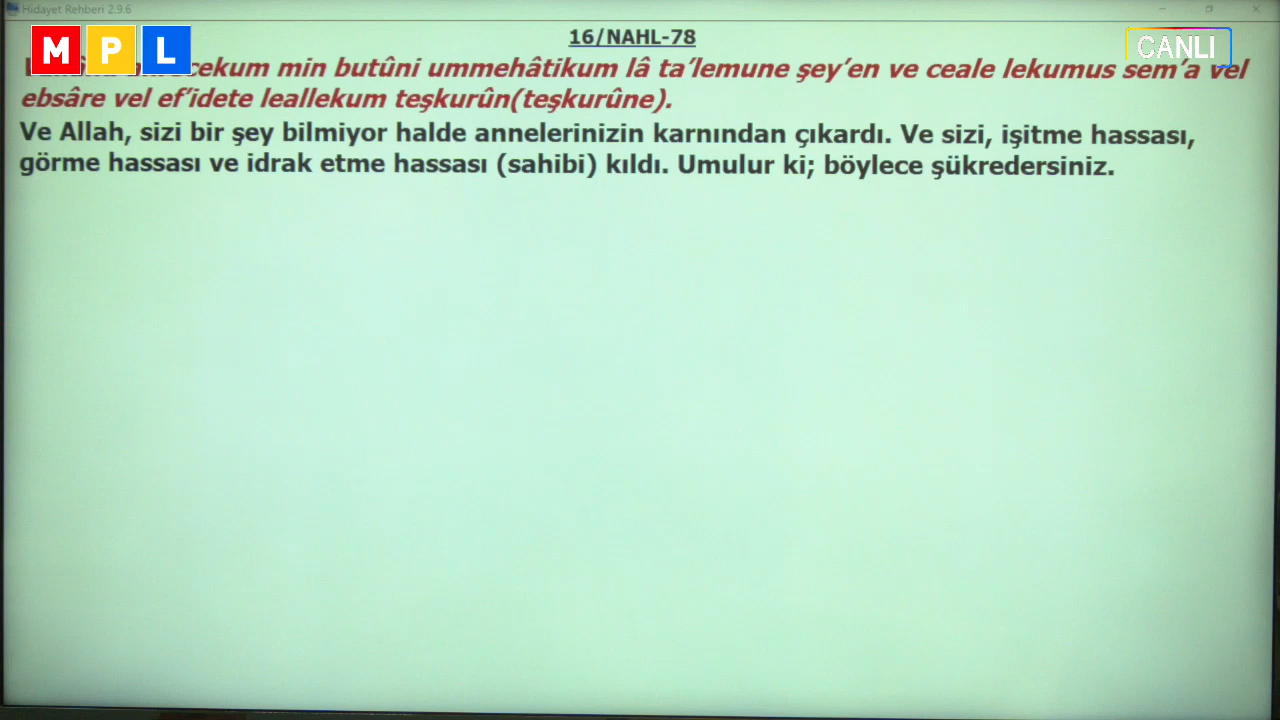 Hidayet Rehberi 2.9.6
MPL
16/NAHL-78
CANLI
min butûni ummehâtikum lâ ta’lemune şey’en ve ceale lekumus sem’a vel
ebsâre vel ef’idete leallekum teşkurûn(teşkurûne).
Ve Allah, sizi bir şey bilmiyor halde annelerinizin karnından çıkardı. Ve sizi, işitme hassası,
görme hassası ve idrak etme hassası (sahibi) kıldı. Umulur ki; böylece şükredersiniz.